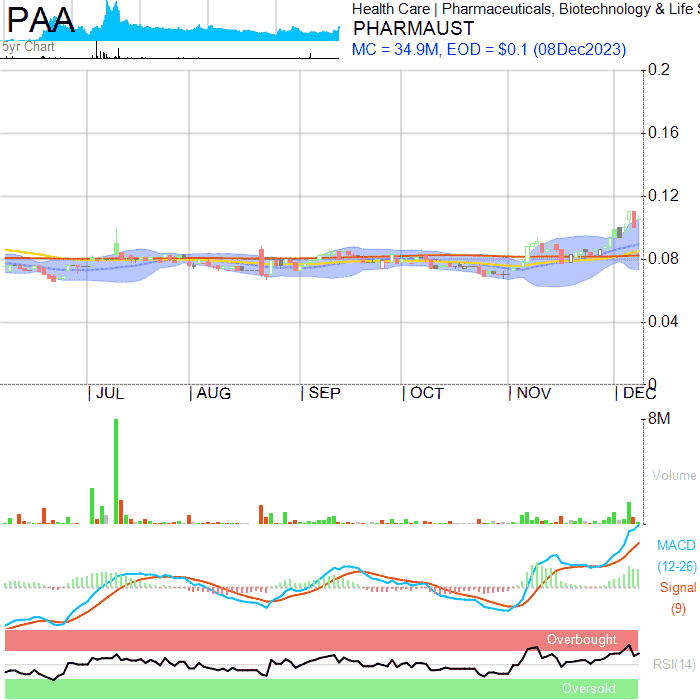 PAA
5yr Chart
Health Care | Pharmaceuticals, Biotechnology & Life S
PHARMAUST
MC = 34.9M, EOD = $0.1 (08Dec2023)
0.2
0.16
0.12
0.08
0.04
0
JUL AUG SEP OCT NOV DEC
8M
Volume
MACD
(12-26)
Signal
(9)
Overbought
RSI(14)
Oversold